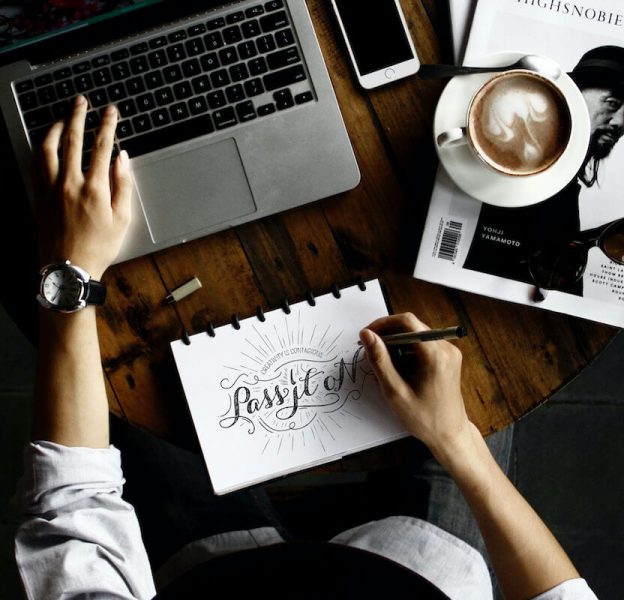 HIGHSNOBIE
YOHJI
YAMAMOTO
CREATIVITY IS CONTAGIOUS
Pass it oN